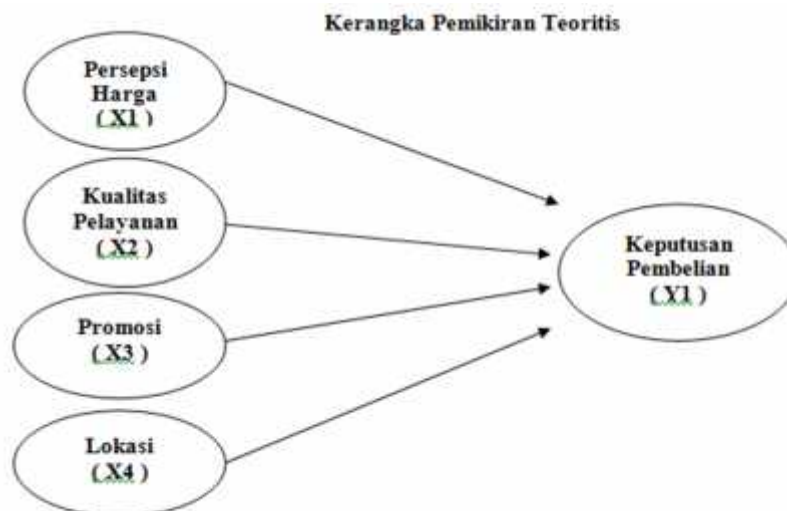 Kerangka Pemikiran Teoritis
Persepsi
Harga
( X1 )
Kualitas
Pelayanan
( X2 )
Promosi
( X3 )
Lokasi
( X4 )
Keputusan
Pembelian
( Y1 )